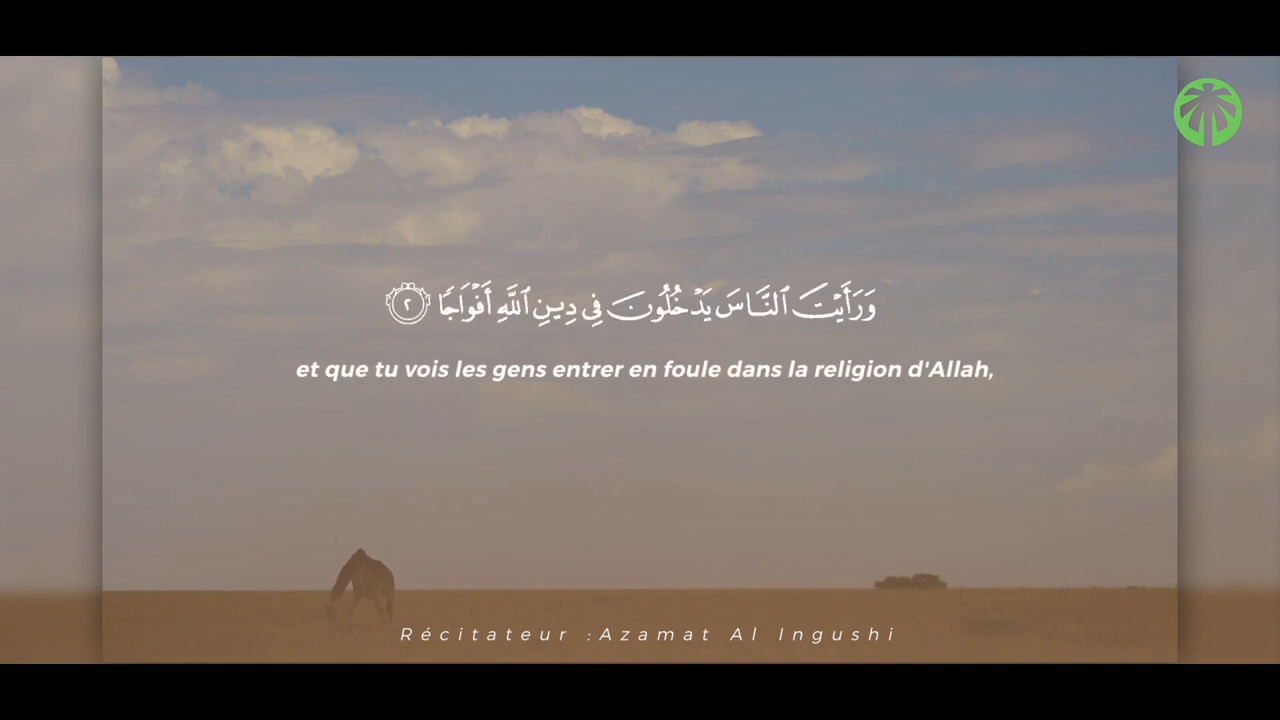 وَرَأَيْتَ ٱلنَّاسَ يَدْخُلُونَ فِى دِينِ ٱللَّهِ أَفْوَاجًا ٢
et que tu vois les gens entrer en foule dans la religion d'Allah,
Récitateur :Azamat Al Ingushi